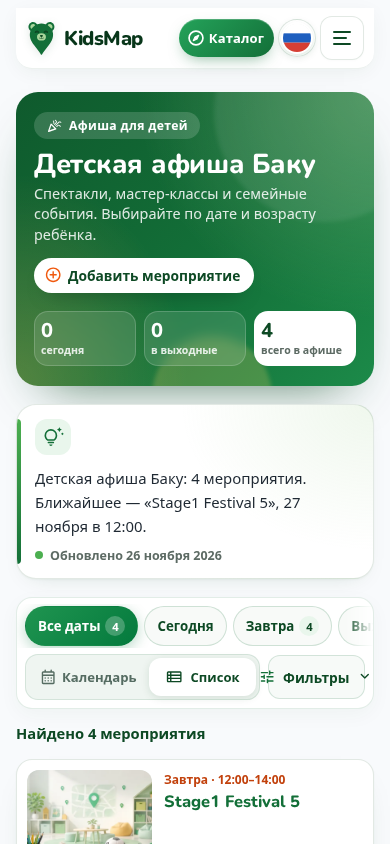 KidsMap
Каталог
Афиша для детей
Детская афиша Баку
Спектакли, мастер-классы и семейные
события. Выбирайте по дате и возрасту
ребёнка.
Добавить мероприятие
0
сегодня
0
в выходные
4
всего в афише
Детская афиша Баку: 4 мероприятия.
Ближайшее — «Stage1 Festival 5», 27
ноября в 12:00.
Обновлено 26 ноября 2026
Все даты 4
Сегодня
Завтра 4
Вы
Календарь
Список
Фильтры
Найдено 4 мероприятия
Завтра · 12:00–14:00
Stage1 Festival 5